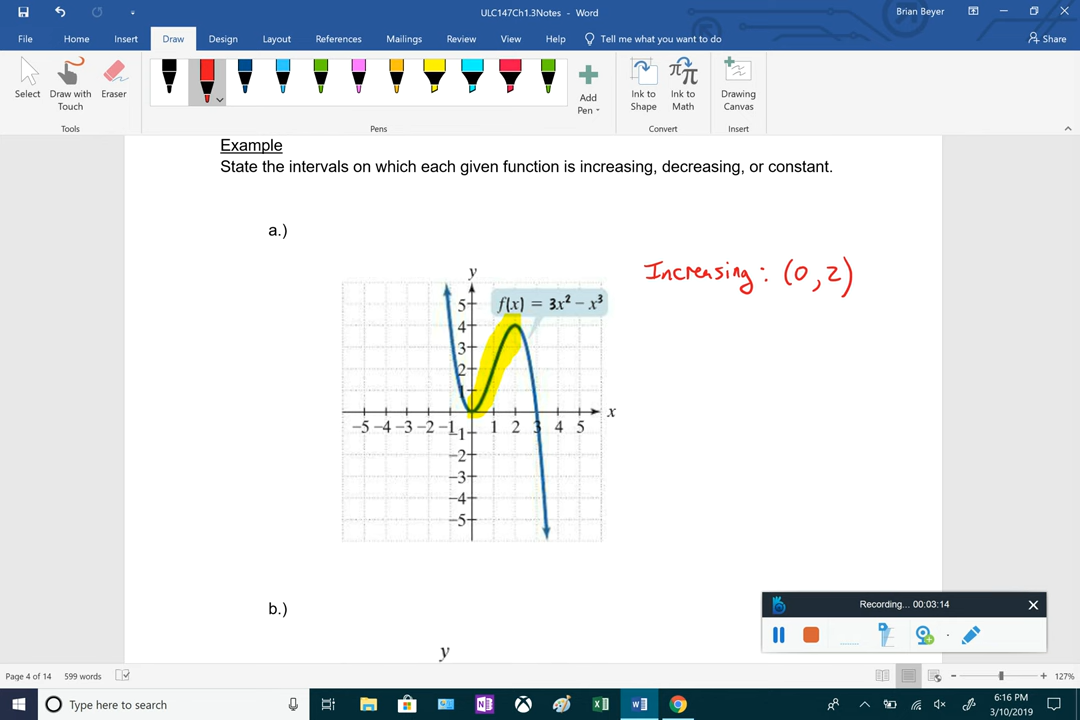 ULC147Ch1.3Notes - Word
Brian Beyer
File Home Insert Draw Design Layout References Mailings Review View Help Tell me what you want to do Share
Select
Draw with Touch
Eraser
Add Pen
Ink to Shape
Ink to Math
Drawing Canvas
Tools Pens Convert Insert
Example
State the intervals on which each given function is increasing, decreasing, or constant.
a.)
Increasing: (0,2)
y
f(x) = 3x² − x³
5
4
3
2
1
x
-5 -4 -3 -2 -1 1 2 3 4 5
-1
-2
-3
-4
-5
b.)
y
Recording... 00:03:14
Page 4 of 14 599 words 127%
Type here to search
6:16 PM
3/10/2019